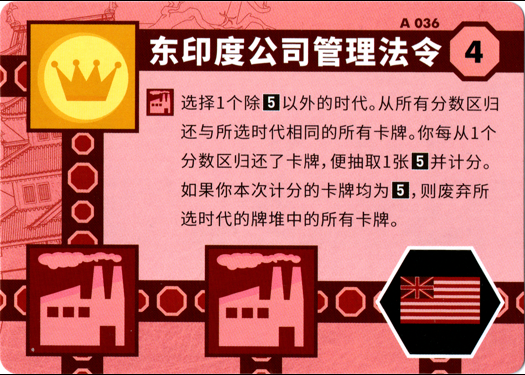 A 036
东印度公司管理法令
4
选择1个除5以外的时代。从所有分数区归
还与所选时代相同的所有卡牌。你每从1个
分数区归还了卡牌,便抽取1张5并计分。
如果你本次计分的卡牌均为5,则废弃所
选时代的牌堆中的所有卡牌。